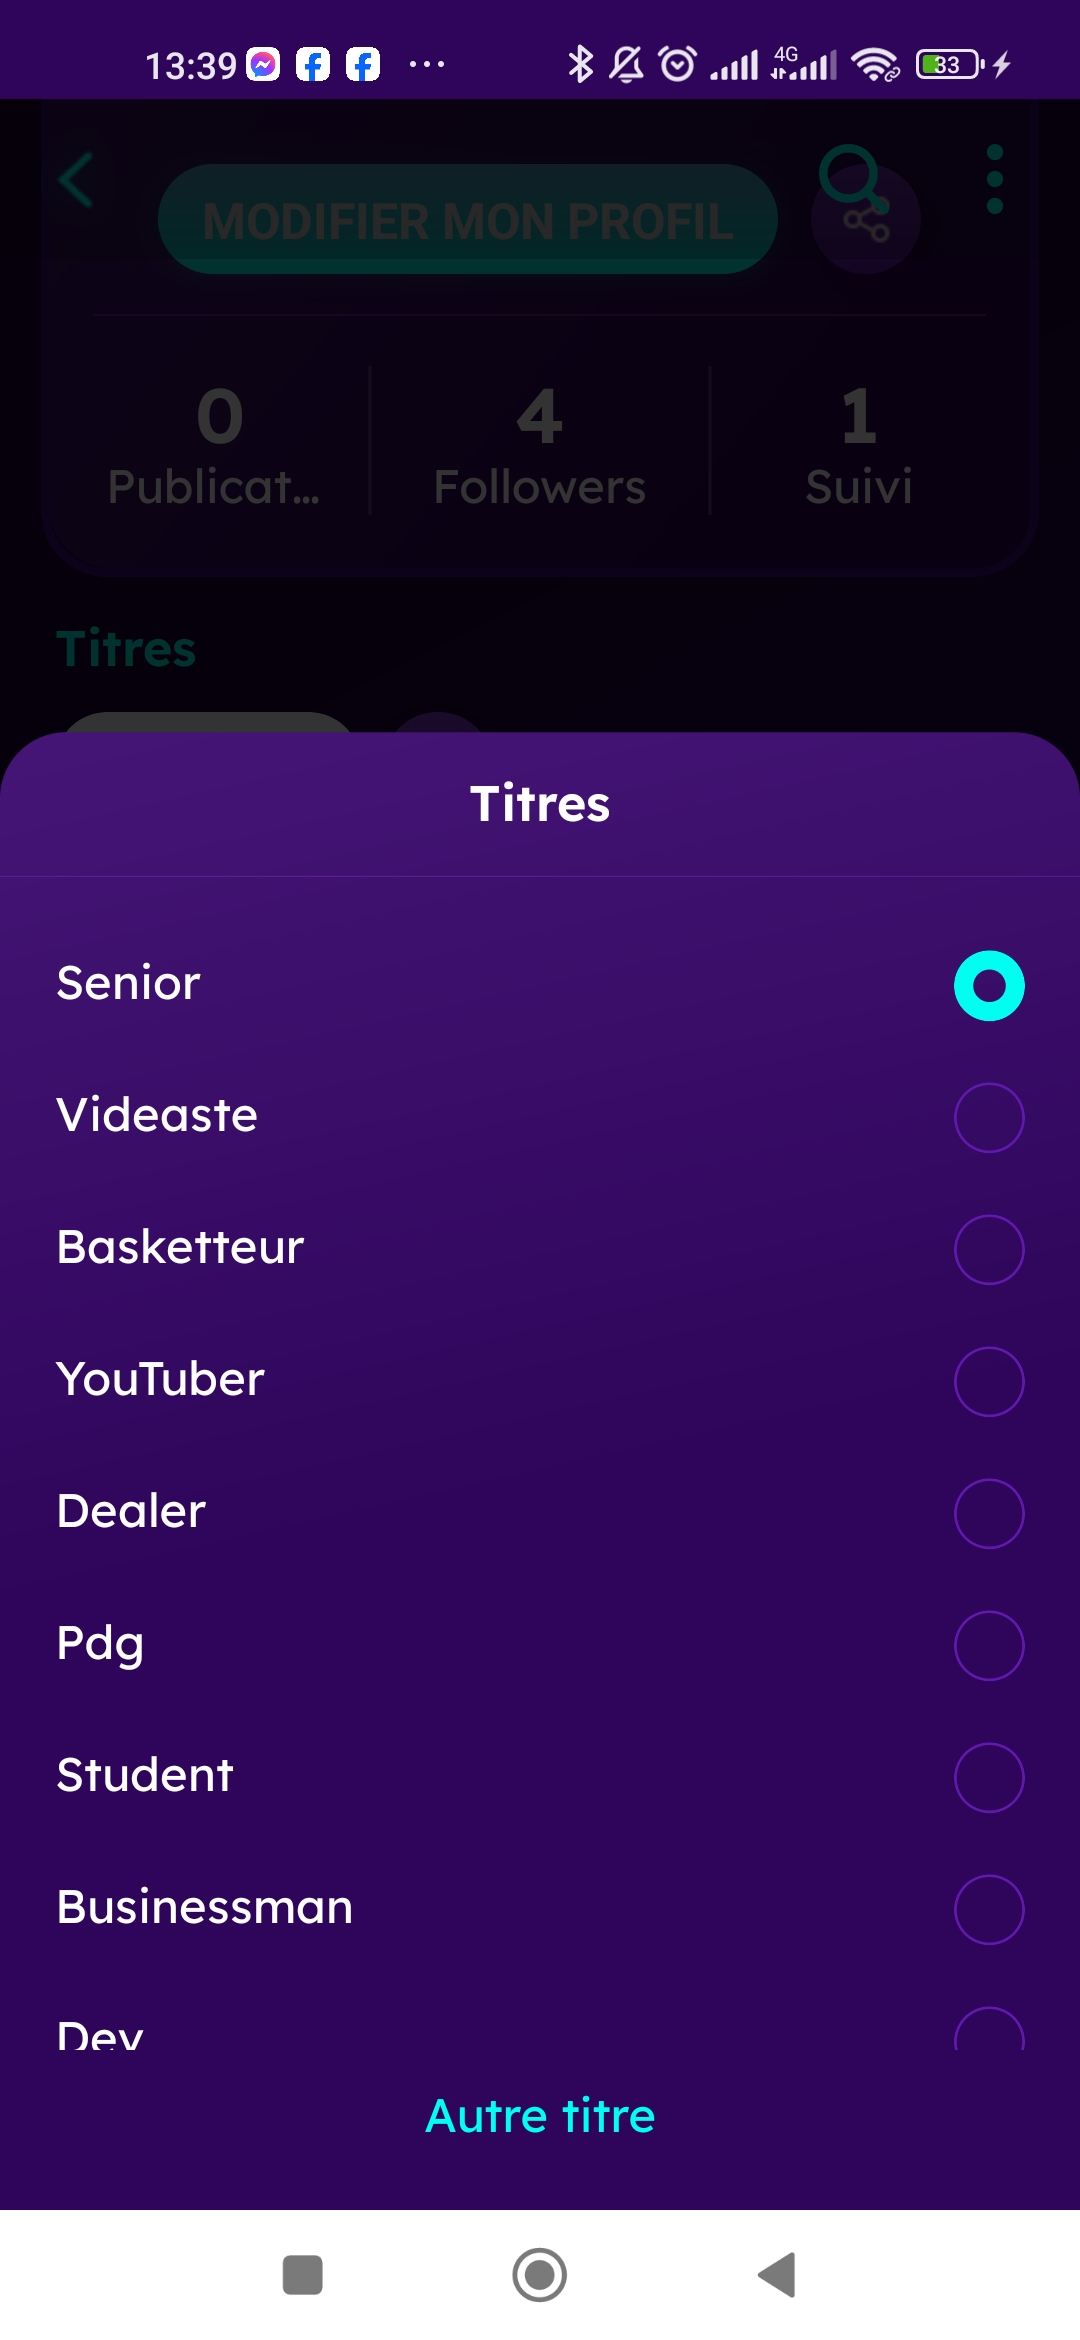 13:39
4G
33
MODIFIER MON PROFIL
0 4 1
Publicat... Followers Suivi
Titres
Titres
Senior
Videaste
Basketteur
YouTuber
Dealer
Pdg
Student
Businessman
Dev
Autre titre